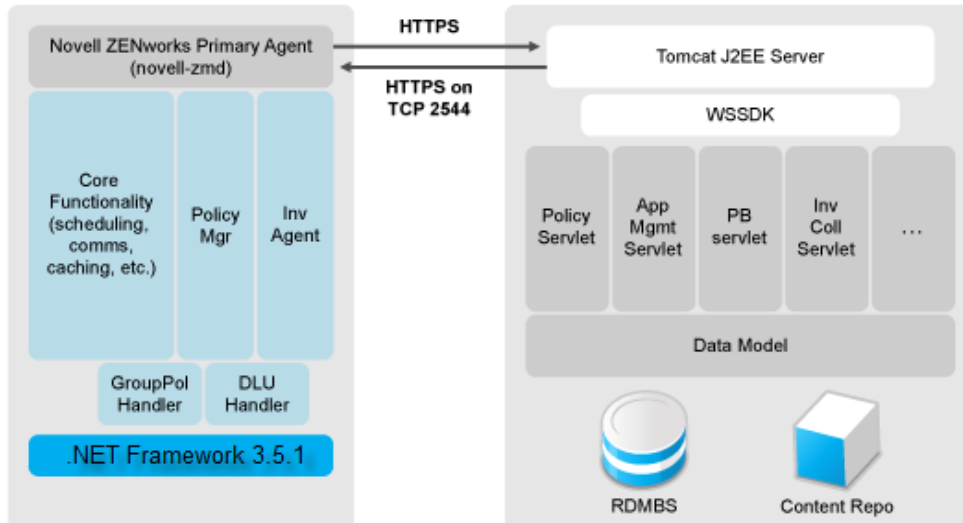 Novell ZENworks Primary Agent
(novell-zmd)
HTTPS
HTTPS on
TCP 2544
Tomcat J2EE Server
WSSDK
Core
Functionality
(scheduling,
comms,
caching, etc.)
Policy
Mgr
Inv
Agent
GroupPol
Handler
DLU
Handler
.NET Framework 3.5.1
Policy
Servlet
App
Mgmt
Servlet
PB
servlet
Inv
Coll
Servlet
...
Data Model
RDMBS
Content Repo